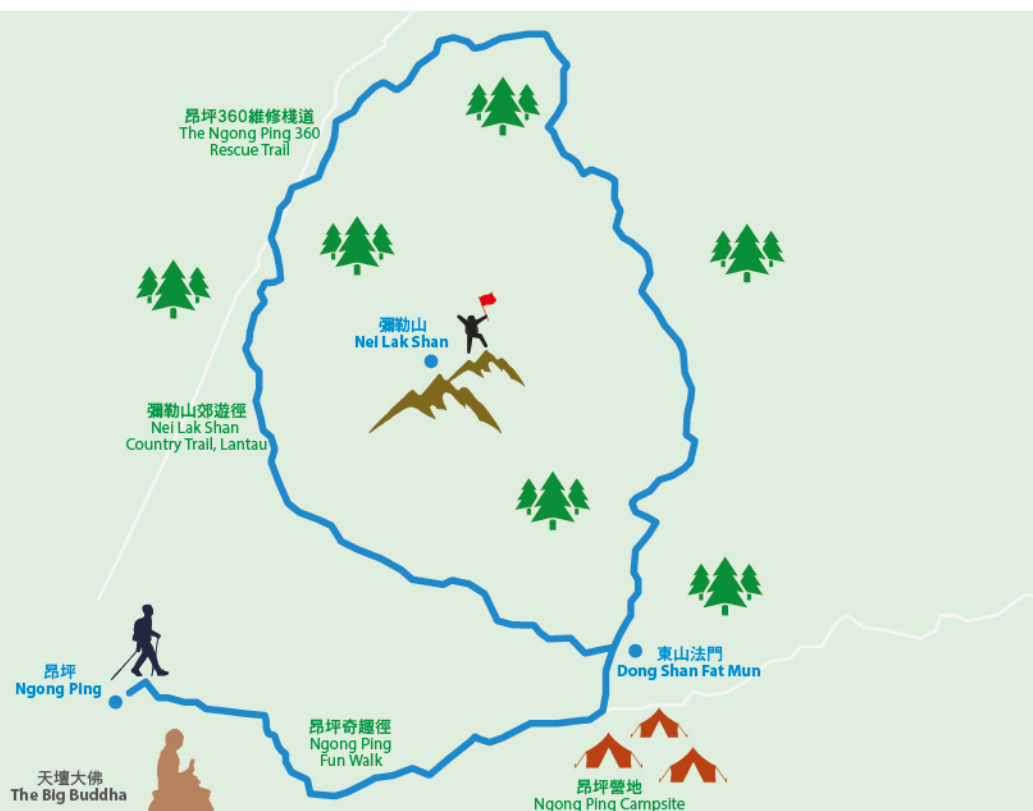 昂坪360維修棧道
The Ngong Ping 360
Rescue Trail
彌勒山
Nei Lak Shan
彌勒山郊遊徑
Nei Lak Shan
Country Trail, Lantau
東山法門
Dong Shan Fat Mun
昂坪
Ngong Ping
昂坪奇趣徑
Ngong Ping
Fun Walk
天壇大佛
The Big Buddha
昂坪營地
Ngong Ping Campsite